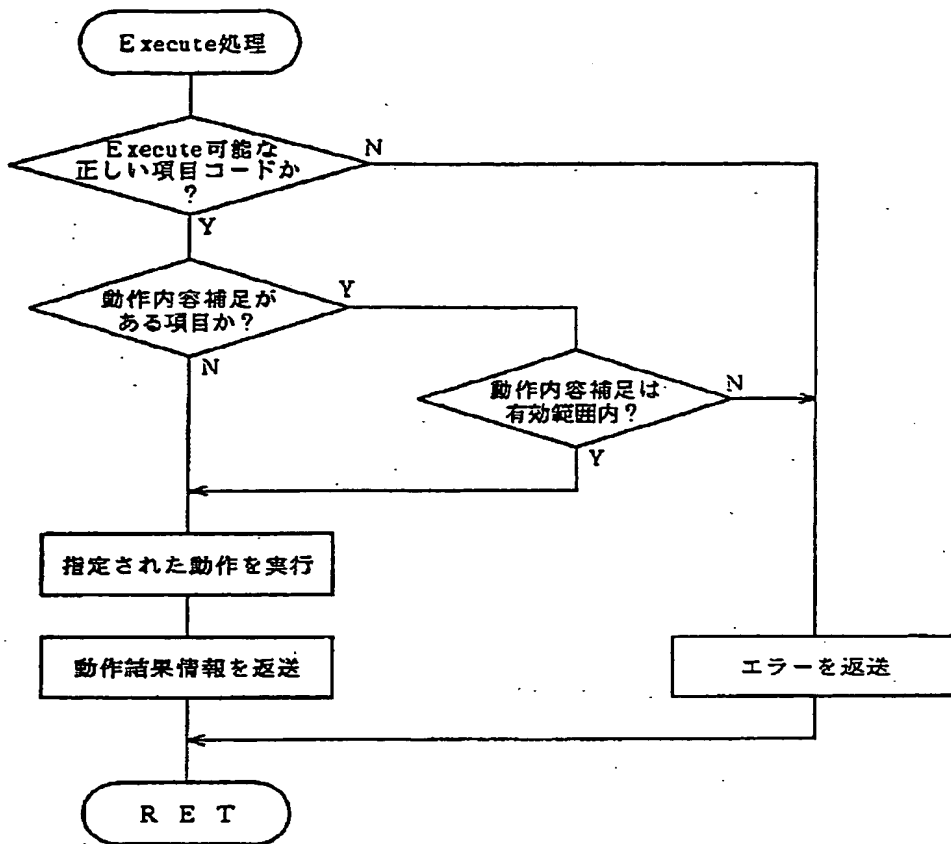 Execute処理
Execute可能な
正しい項目コードか
?
N
Y
動作内容補足が
ある項目か?
Y
N
動作内容補足は
有効範囲内?
N
Y
指定された動作を実行
動作結果情報を返送
エラーを返送
RET